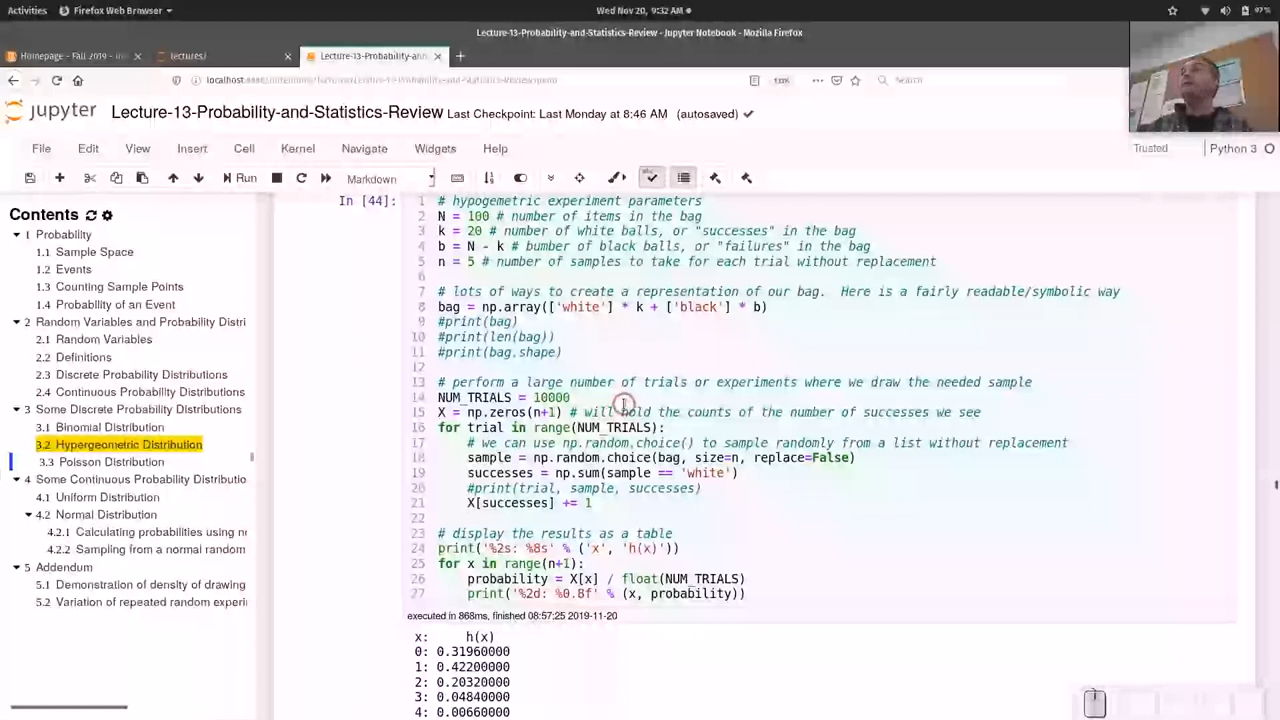 Activities Firefox Web Browser Wed Nov 20, 9:32 AM 97%
Lecture-13-Probability-and-Statistics-Review - Jupyter Notebook - Mozilla Firefox
Homepage - Fall 2019 - lectures/ Lecture-13-Probability-and-
Search
jupyter Lecture-13-Probability-and-Statistics-Review Last Checkpoint: Last Monday at 8:46 AM (autosaved)
File Edit View Insert Cell Kernel Navigate Widgets Help Trusted Python 3
Run Markdown
Contents
1 Probability
1.1 Sample Space
1.2 Events
1.3 Counting Sample Points
1.4 Probability of an Event
2 Random Variables and Probability Distri
2.1 Random Variables
2.2 Definitions
2.3 Discrete Probability Distributions
2.4 Continuous Probability Distributions
3 Some Discrete Probability Distributions
3.1 Binomial Distribution
3.2 Hypergeometric Distribution
3.3 Poisson Distribution
4 Some Continuous Probability Distributio
4.1 Uniform Distribution
4.2 Normal Distribution
4.2.1 Calculating probabilities using n
4.2.2 Sampling from a normal random
5 Addendum
5.1 Demonstration of density of drawing
5.2 Variation of repeated random experi
In [44]:
1 # hypogemetric experiment parameters
2 N = 100 # number of items in the bag
3 k = 20 # number of white balls, or "successes" in the bag
4 b = N - k # bumber of black balls, or "failures" in the bag
5 n = 5 # number of samples to take for each trial without replacement
6
7 # lots of ways to create a representation of our bag. Here is a fairly readable/symbolic way
8 bag = np.array(['white'] * k + ['black'] * b)
9 #print(bag)
10 #print(len(bag))
11 #print(bag.shape)
12
13 # perform a large number of trials or experiments where we draw the needed sample
14 NUM_TRIALS = 10000
15 X = np.zeros(n+1) # will hold the counts of the number of successes we see
16 for trial in range(NUM_TRIALS):
17 # we can use np.random.choice() to sample randomly from a list without replacement
18 sample = np.random.choice(bag, size=n, replace=False)
19 successes = np.sum(sample == 'white')
20 #print(trial, sample, successes)
21 X[successes] += 1
22
23 # display the results as a table
24 print('%2s: %8s' % ('x', 'h(x)'))
25 for x in range(n+1):
26 probability = X[x] / float(NUM_TRIALS)
27 print('%2d: %0.8f' % (x, probability))
executed in 868ms, finished 08:57:25 2019-11-20
x: h(x)
0: 0.31960000
1: 0.42200000
2: 0.20320000
3: 0.04840000
4: 0.00660000